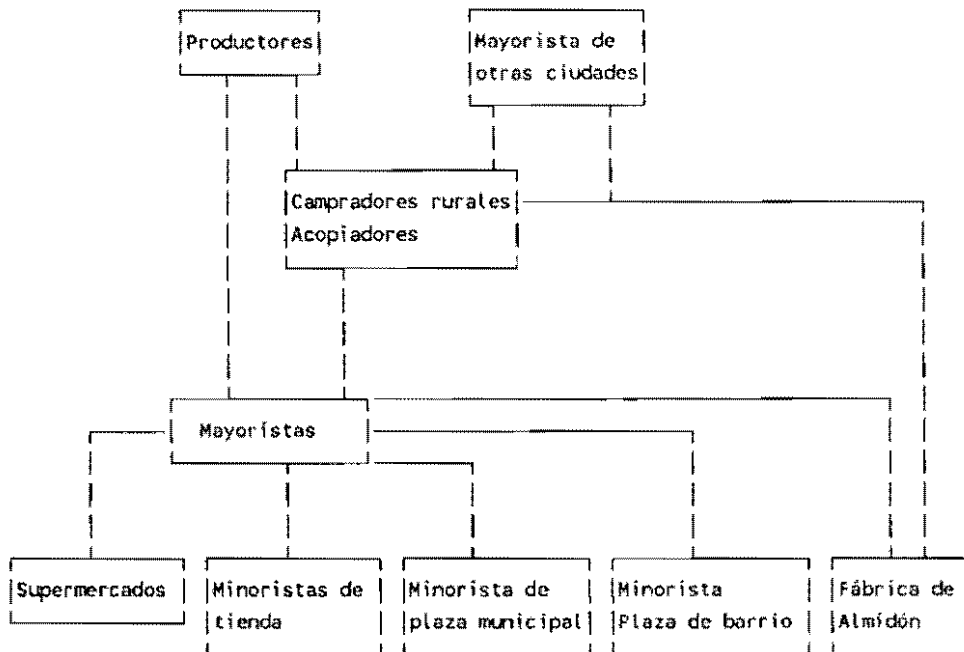 Productores
Mayorista de
otras ciudades
Campradores rurales
Acopiadores
Mayorístas
Supermercados
Minoristas de
tienda
Minorista de
plaza municipal
Minorista
Plaza de barrio
Fábrica de
Almidón